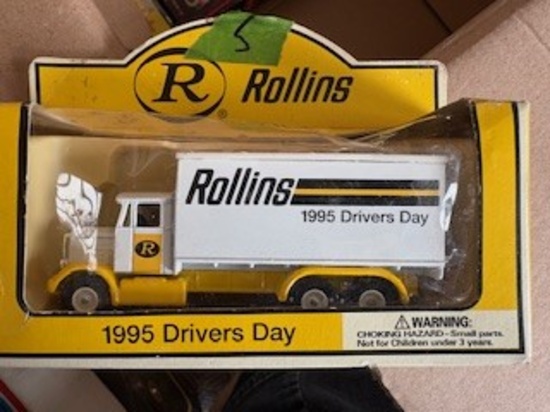 5
R Rollins
®
Rollins
1995 Drivers Day
R
1995 Drivers Day
WARNING:
CHOKING HAZARD-Small parts.
Not for Children under 3 years.